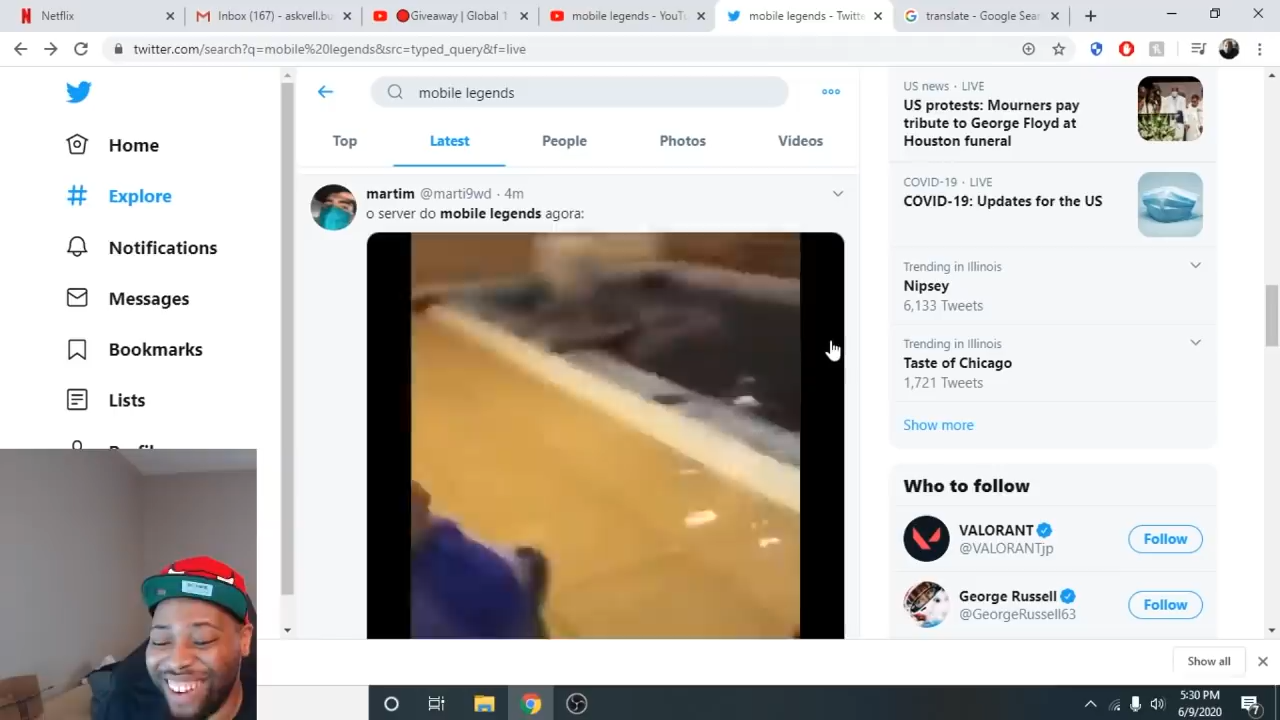 Netflix
Inbox (167) - askvell.bu
Giveaway | Global T
mobile legends - YouTu
mobile legends - Twitte
translate - Google Sear
twitter.com/search?q=mobile%20legends&src=typed_query&f=live
mobile legends
Home
Explore
Notifications
Messages
Bookmarks
Lists
Top
Latest
People
Photos
Videos
martim @marti9wd · 4m
o server do mobile legends agora:
US news · LIVE
US protests: Mourners pay
tribute to George Floyd at
Houston funeral
COVID-19 · LIVE
COVID-19: Updates for the US
Trending in Illinois
Nipsey
6,133 Tweets
Trending in Illinois
Taste of Chicago
1,721 Tweets
Show more
Who to follow
VALORANT
@VALORANTjp
Follow
George Russell
@GeorgeRussell63
Follow
Show all
5:30 PM
6/9/2020
7